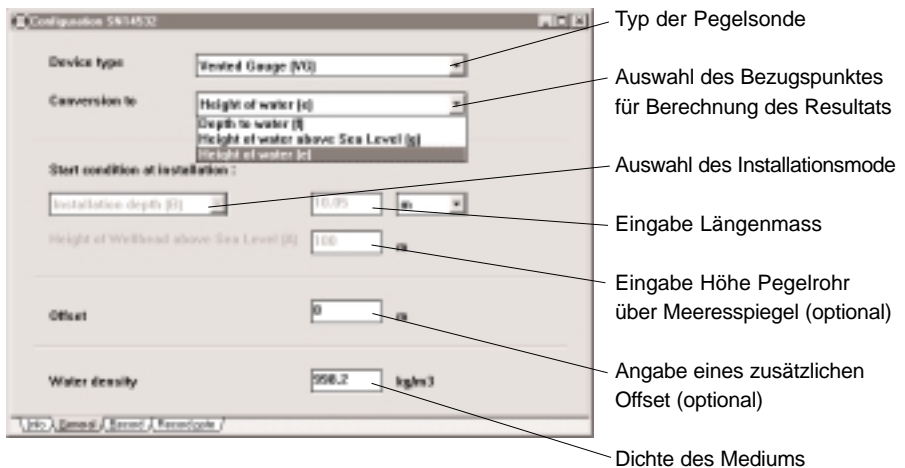 Configuration SN14532
Typ der Pegelsonde
Device type
Vented Gauge (VG)
Auswahl des Bezugspunktes
für Berechnung des Resultats
Conversion to
Height of water (e)
Depth to water (f)
Height of water above Sea Level (g)
Height of water (e)
Start condition at installation :
Auswahl des Installationsmode
Installation depth (B)
10.05
m
Eingabe Längenmass
Height of Wellhead above Sea Level (A)
100
m
Eingabe Höhe Pegelrohr
über Meeresspiegel (optional)
Offset
0
m
Angabe eines zusätzlichen
Offset (optional)
Water density
998.2
kg/m3
Info
General
Record
Dichte des Mediums